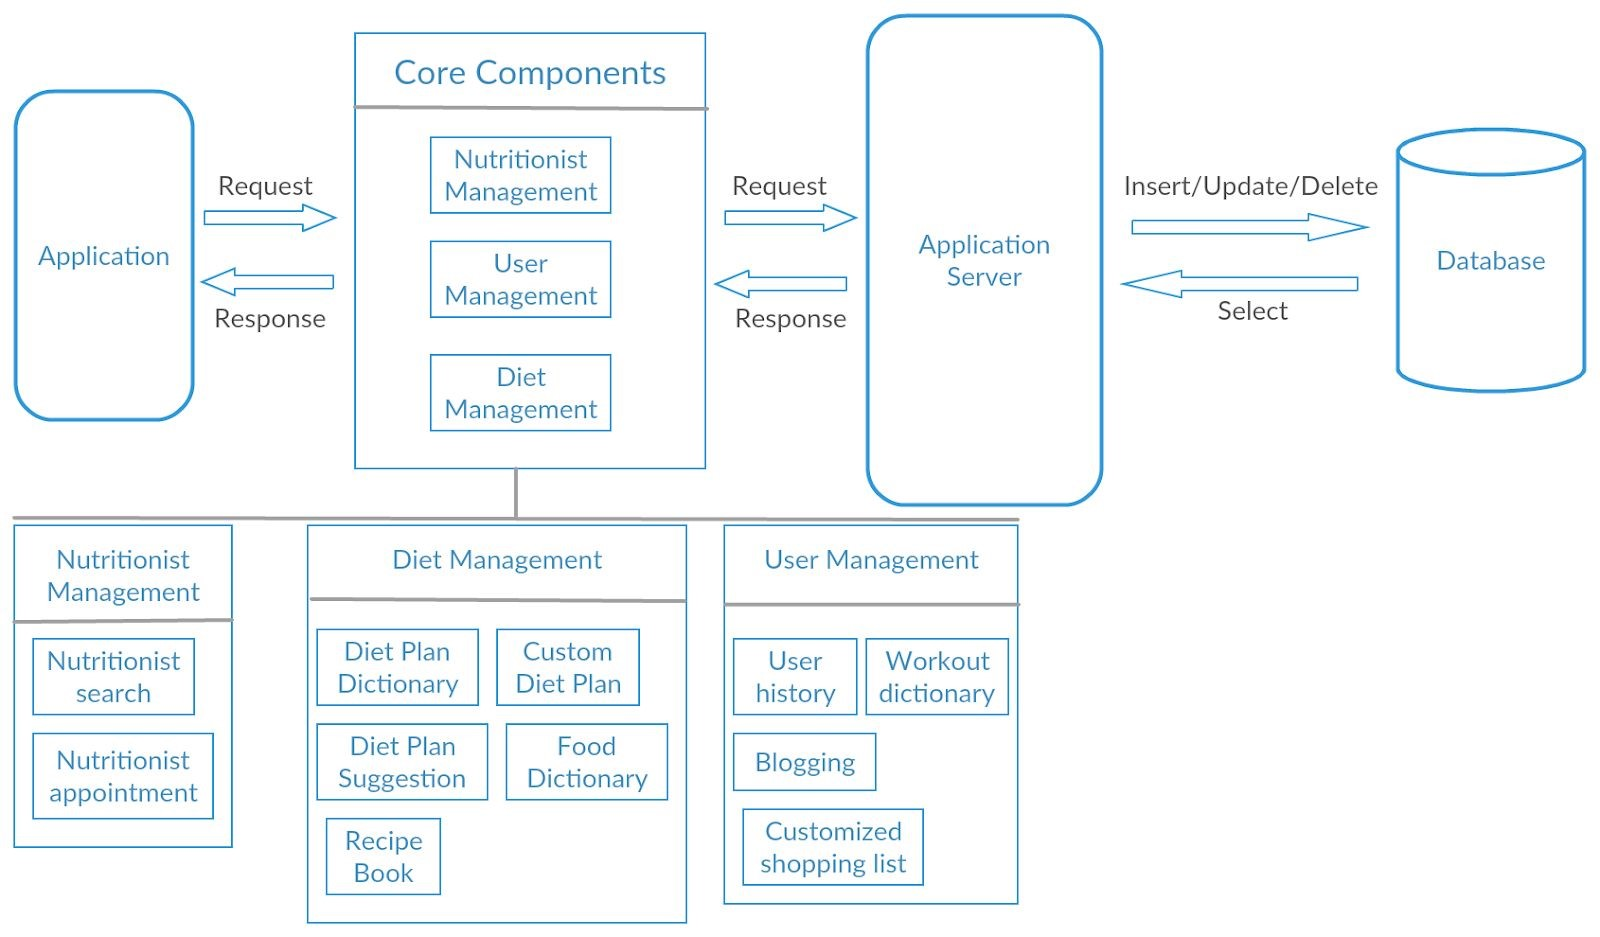 Core Components
Nutritionist
Management
User
Management
Diet
Management
Application
Request
Response
Request
Response
Application
Server
Insert/Update/Delete
Select
Database
Nutritionist
Management
Nutritionist
search
Nutritionist
appointment
Diet Management
Diet Plan
Dictionary
Custom
Diet Plan
Diet Plan
Suggestion
Food
Dictionary
Recipe
Book
User Management
User
history
Workout
dictionary
Blogging
Customized
shopping list